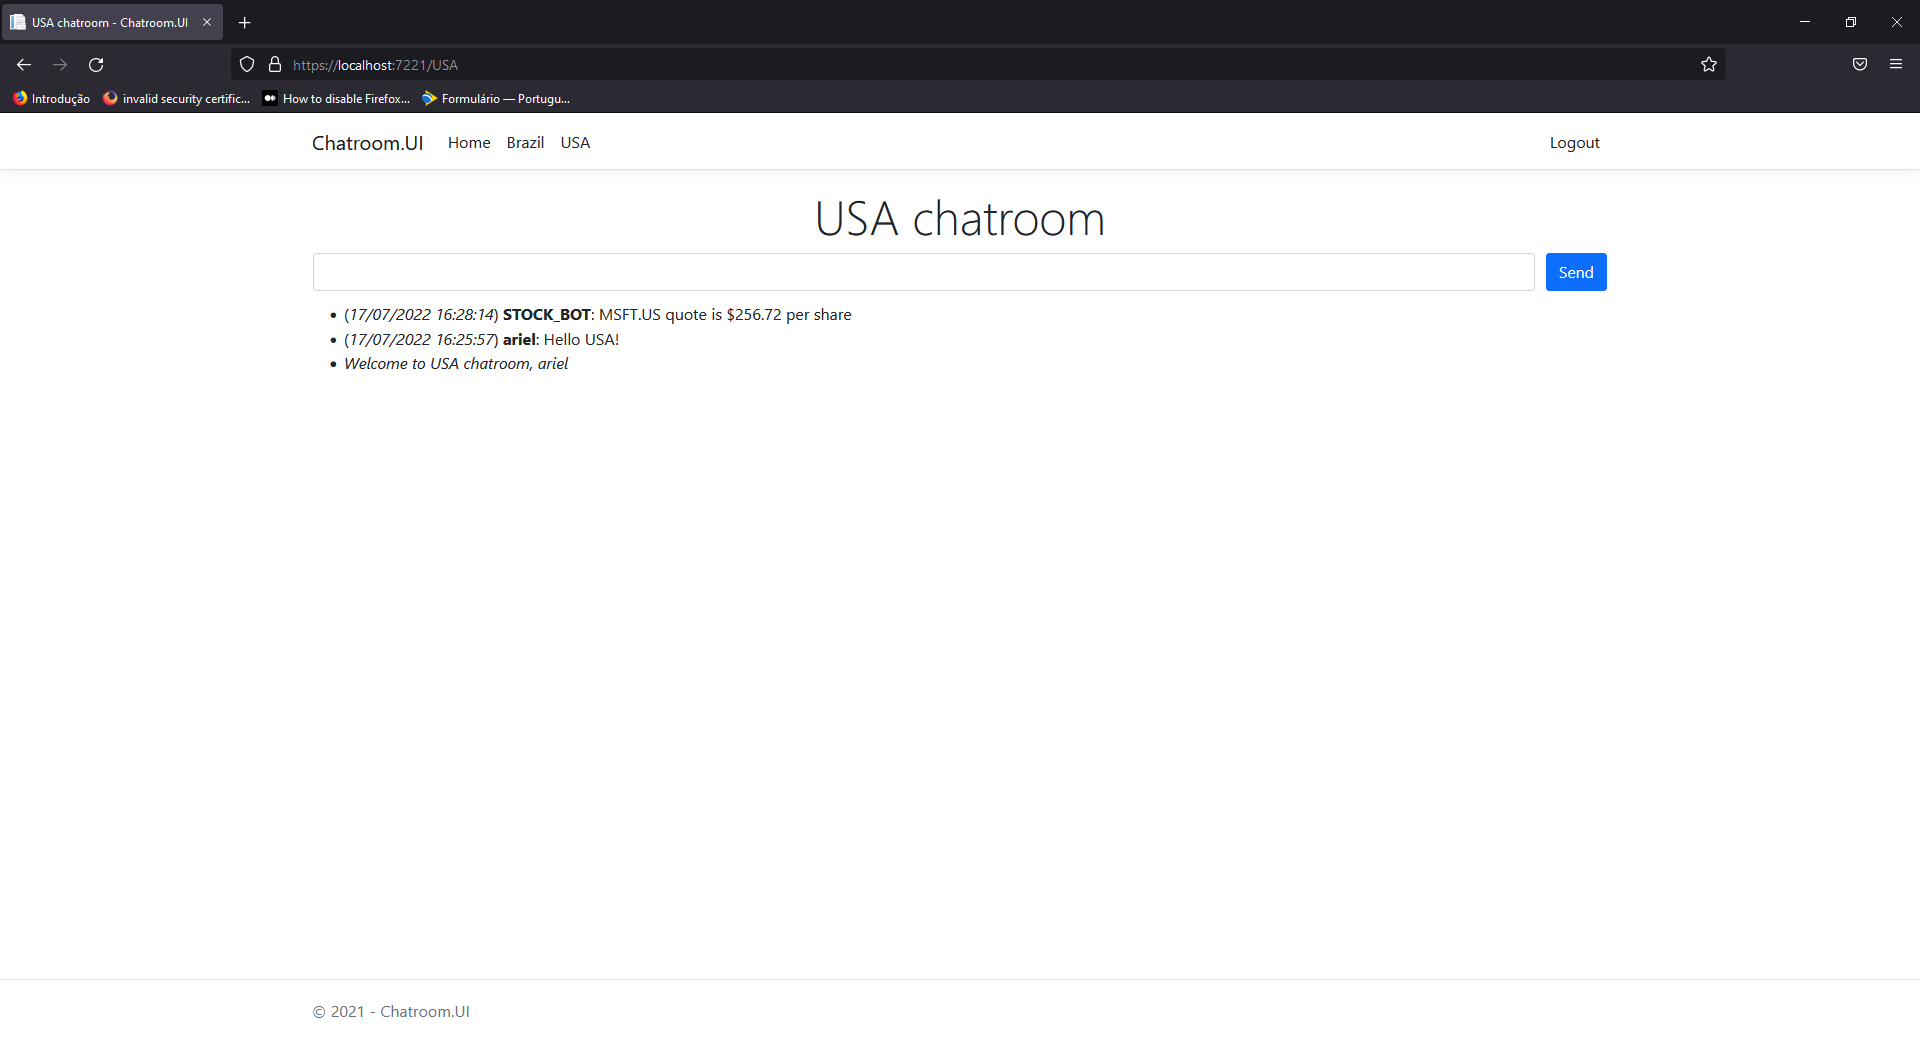 USA chatroom - Chatroom.UI
https://localhost:7221/USA
Introdução invalid security certific... How to disable Firefox... Formulário — Portugu...
Chatroom.UI Home Brazil USA Logout
USA chatroom
Send
(17/07/2022 16:28:14) STOCK_BOT: MSFT.US quote is $256.72 per share
(17/07/2022 16:25:57) ariel: Hello USA!
Welcome to USA chatroom, ariel
© 2021 - Chatroom.UI